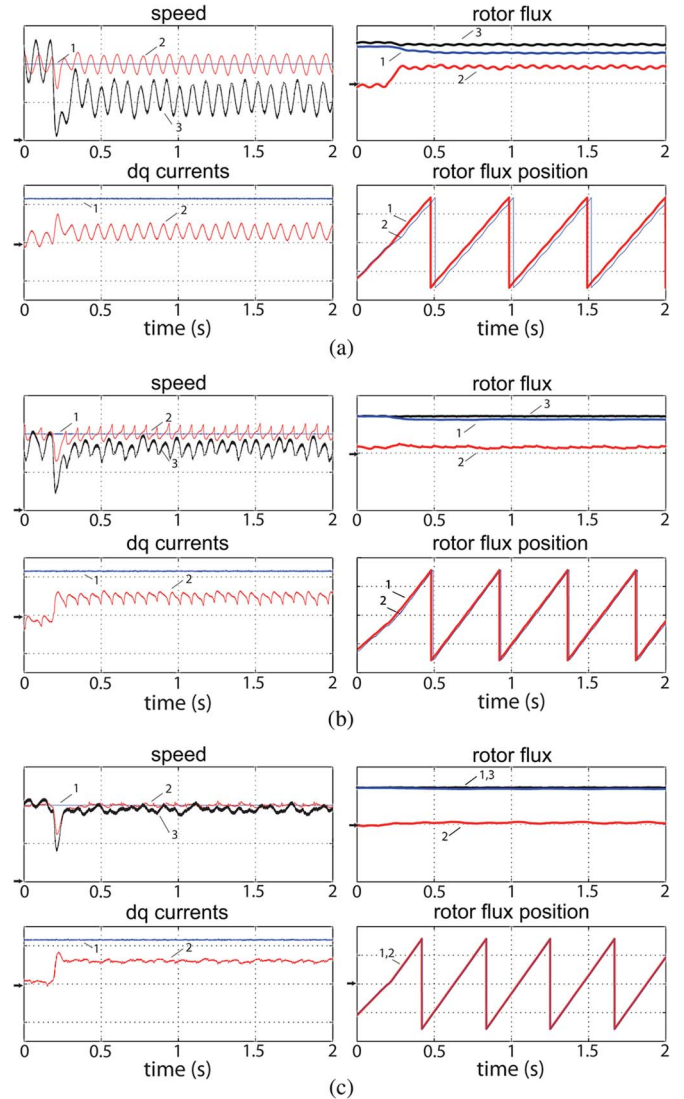 speed rotor flux
1 2 3 1 2 3
0 0.5 1 1.5 2 0 0.5 1 1.5 2
dq currents rotor flux position
1 2 1 2
0 0.5 1 1.5 2 0 0.5 1 1.5 2
time (s) time (s)
(a)
speed rotor flux
1 2 3 1 2 3
0 0.5 1 1.5 2 0 0.5 1 1.5 2
dq currents rotor flux position
1 2 1 2
0 0.5 1 1.5 2 0 0.5 1 1.5 2
time (s) time (s)
(b)
speed rotor flux
1 2 3 1,3 2
0 0.5 1 1.5 2 0 0.5 1 1.5 2
dq currents rotor flux position
1 2 1,2
0 0.5 1 1.5 2 0 0.5 1 1.5 2
time (s) time (s)
(c)